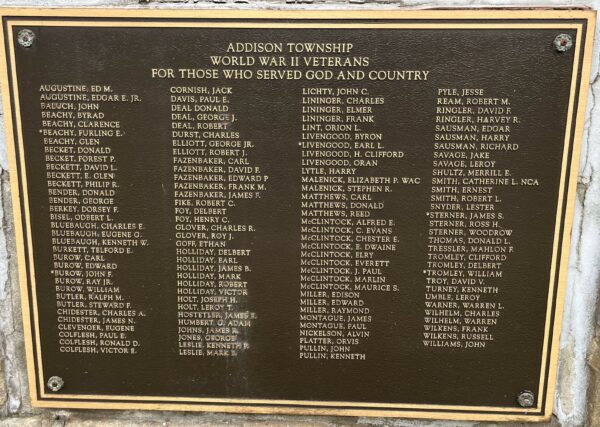 ADDISON TOWNSHIP
WORLD WAR II VETERANS
FOR THOSE WHO SERVED GOD AND COUNTRY
AUGUSTINE, ED M.
AUGUSTINE, EDGAR E. JR.
BALUCH, JOHN
BEACHY, BYRAD
BEACHY, CLARENCE
*BEACHY, FURLING E.
BEACHY, GLEN
BECKET, DONALD
BECKET, FOREST P.
BECKETT, DAVID L.
BECKETT, E. GLEN
BECKETT, PHILIP R.
BENDER, DONALD
BENDER, GEORGE
BERKEY, DORSEY F.
BISEL, ODBERT L.
BLUEBAUGH, CHARLES E.
BLUEBAUGH, EUGENE G.
BLUEBAUGH, KENNETH W.
BURKETT, TELFORD E.
BUROW, CARL
BUROW, EDWARD
*BUROW, JOHN F.
BUROW, RAY JR.
BUROW, WILLIAM
BUTLER, RALPH M.
BUTLER, STEWARD F.
CHIDESTER, CHARLES A.
CHIDESTER, JAMES N.
CLEVENGER, EUGENE
COLFLESH, PAUL E.
COLFLESH, RONALD D.
COLFLESH, VICTOR E.
CORNISH, JACK
DAVIS, PAUL E.
DEAL DONALD
DEAL, GEORGE J.
DEAL, ROBERT
DURST, CHARLES
ELLIOTT, GEORGE JR.
ELLIOTT, ROBERT J.
FAZENBAKER, CARL
FAZENBAKER, DAVID F.
FAZENBAKER, EDWARD P
FAZENBAKER, FRANK M.
FAZENBAKER, JAMES F.
FIKE, ROBERT C.
FOY, DELBERT
FOY, HENRY C.
GLOVER, CHARLES R.
GLOVER, ROY J.
GOFF, ETHAN
HOLLIDAY, DELBERT
HOLLIDAY, EARL
HOLLIDAY, JAMES B.
HOLLIDAY, MARK
HOLLIDAY, ROBERT
HOLLIDAY, VICTOR
HOLT, JOSEPH H.
HOLT, LEROY T.
HOSTETLER, JAMES E.
HUMBERT, G. ADAM
JOHNS, JAMES R.
JONES, GEORGE
LESLIE, KENNETH P.
LESLIE, MARK E.
LICHTY, JOHN C.
LININGER, CHARLES
LININGER, ELMER
LININGER, FRANK
LINT, ORION L.
LIVENGOOD, BYRON
*LIVENGOOD, EARL L.
LIVENGOOD, H. CLIFFORD
LIVENGOOD, ORAN
LYTLE, HARRY
MALENICK, ELIZABETH P. WAC
MALENICK, STEPHEN R.
MATTHEWS, CARL
MATTHEWS, DONALD
MATTHEWS, REED
McCLINTOCK, ALFRED E.
McCLINTOCK, C. EVANS
McCLINTOCK, CHESTER E.
McCLINTOCK, E. DWAINE
McCLINTOCK, ELRY
McCLINTOCK, EVERETT
McCLINTOCK, J. PAUL
McCLINTOCK, MARLIN
McCLINTOCK, MAURICE S.
MILLER, EDISON
MILLER, EDWARD
MILLER, RAYMOND
MONTAGUE, JAMES
MONTAGUE, PAUL
NICKELSON, ALVIN
PLATTER, ORVIS
PULLIN, JOHN
PULLIN, KENNETH
PYLE, JESSE
REAM, ROBERT M.
RINGLER, DAVID F.
RINGLER, HARVEY R.
SAUSMAN, EDGAR
SAUSMAN, HARRY
SAUSMAN, RICHARD
SAVAGE, JAKE
SAVAGE, LEROY
SHULTZ, MERRILL E.
SMITH, CATHERINE L. NCA
SMITH, ERNEST
SMITH, ROBERT L.
SNYDER, LESTER
*STERNER, JAMES S.
STERNER, ROSS H.
STERNER, WOODROW
THOMAS, DONALD L.
TRESSLER, MAHLON F.
TROMLEY, CLIFFORD
TROMLEY, DELBERT
*TROMLEY, WILLIAM
TROY, DAVID V.
TURNEY, KENNETH
UMBLE, LEROY
WARNER, WARREN L.
WILHELM, CHARLES
WILHELM, WARREN
WILKENS, FRANK
WILKENS, RUSSELL
WILLIAMS, JOHN